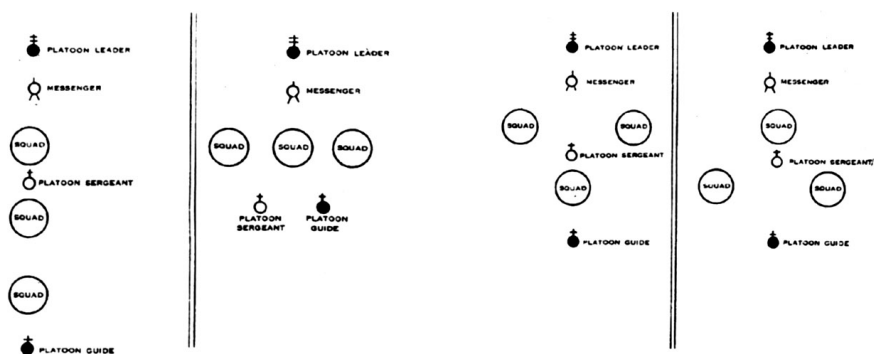 PLATOON LEADER
MESSENGER
SQUAD
PLATOON SERGEANT
SQUAD
SQUAD
PLATOON GUIDE
PLATOON LEADER
MESSENGER
SQUAD
SQUAD
SQUAD
PLATOON
SERGEANT
PLATOON
GUIDE
PLATOON LEADER
MESSENGER
SQUAD
SQUAD
PLATOON SERGEANT
SQUAD
PLATOON GUIDE
PLATOON LEADER
MESSENGER
SQUAD
PLATOON SERGEANT
SQUAD
SQUAD
PLATOON GUIDE